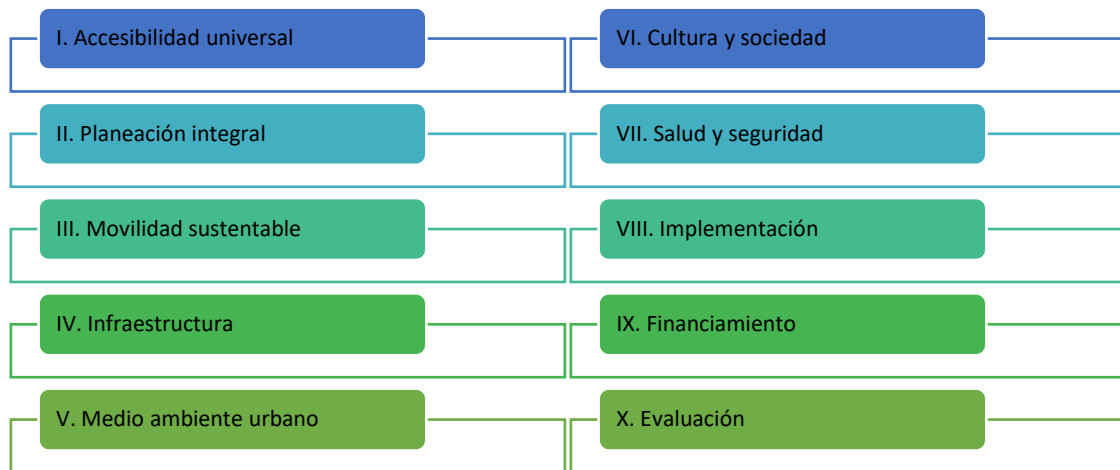 I. Accesibilidad universal
II. Planeación integral
III. Movilidad sustentable
IV. Infraestructura
V. Medio ambiente urbano
VI. Cultura y sociedad
VII. Salud y seguridad
VIII. Implementación
IX. Financiamiento
X. Evaluación